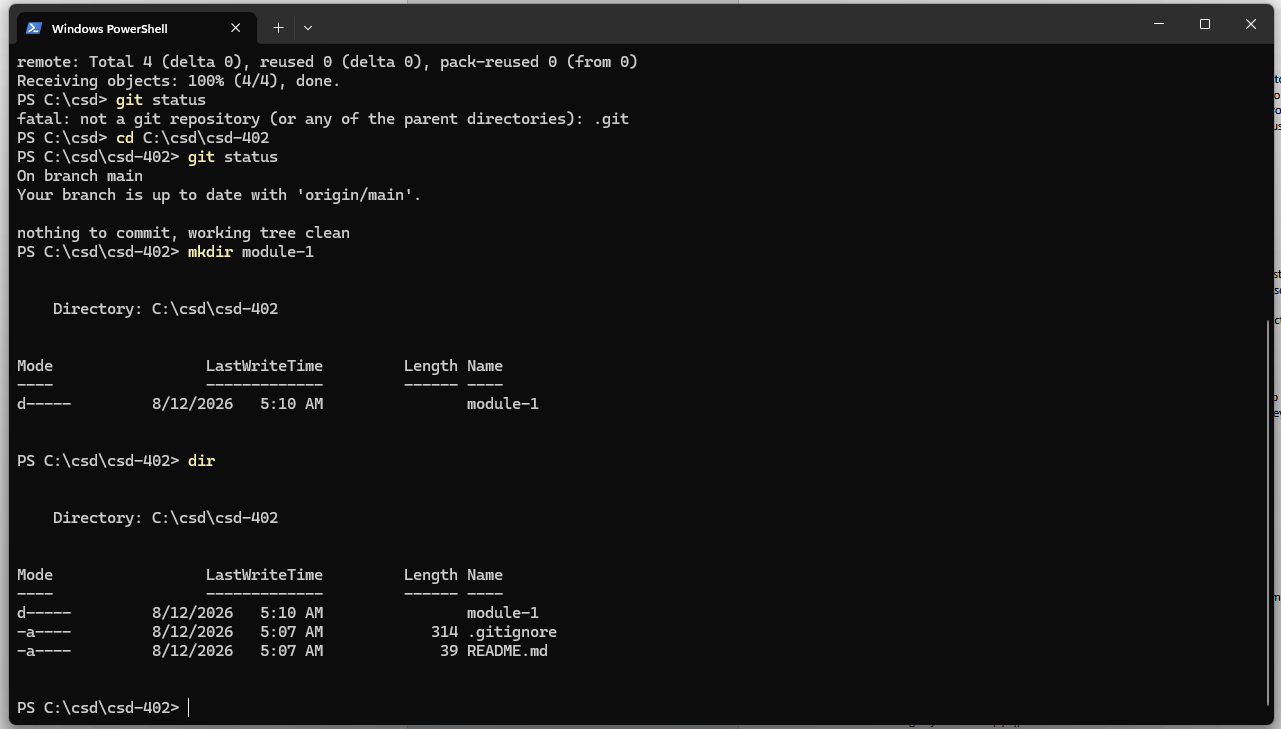 Windows PowerShell
remote: Total 4 (delta 0), reused 0 (delta 0), pack-reused 0 (from 0)
Receiving objects: 100% (4/4), done.
PS C:\csd> git status
fatal: not a git repository (or any of the parent directories): .git
PS C:\csd> cd C:\csd\csd-402
PS C:\csd\csd-402> git status
On branch main
Your branch is up to date with 'origin/main'.
nothing to commit, working tree clean
PS C:\csd\csd-402> mkdir module-1
Directory: C:\csd\csd-402
Mode LastWriteTime Length Name
---- ------------- ------ ----
d----- 8/12/2026 5:10 AM module-1
PS C:\csd\csd-402> dir
Directory: C:\csd\csd-402
Mode LastWriteTime Length Name
---- ------------- ------ ----
d----- 8/12/2026 5:10 AM module-1
-a---- 8/12/2026 5:07 AM 314 .gitignore
-a---- 8/12/2026 5:07 AM 39 README.md
PS C:\csd\csd-402>